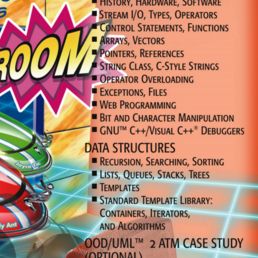 HISTORY, HARDWARE, SOFTWARE
STREAM I/O, TYPES, OPERATORS
CONTROL STATEMENTS, FUNCTIONS
ARRAYS, VECTORS
POINTERS, REFERENCES
ROOM
STRING CLASS, C-STYLE STRINGS
OPERATOR OVERLOADING
EXCEPTIONS, FILES
WEB PROGRAMMING
BIT AND CHARACTER MANIPULATION
GNU™ C++/VISUAL C++® DEBUGGERS
DATA STRUCTURES
RECURSION, SEARCHING, SORTING
LISTS, QUEUES, STACKS, TREES
TEMPLATES
STANDARD TEMPLATE LIBRARY:
CONTAINERS, ITERATORS,
AND ALGORITHMS
Ant
OOD/UML™ 2 ATM CASE STUDY
(OPTIONAL)